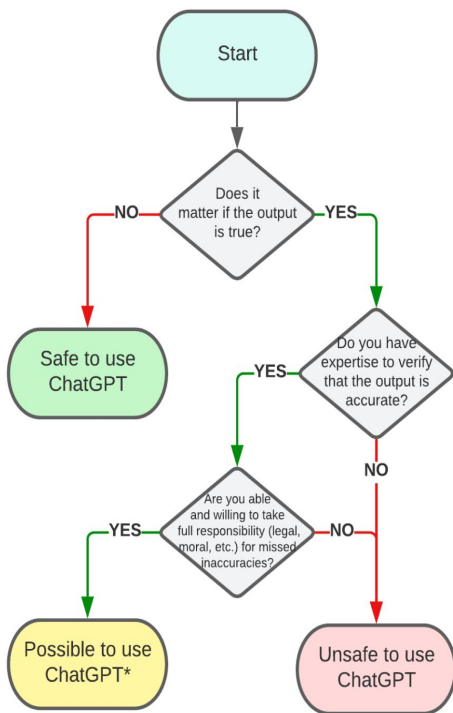 Start
Does it
matter if the output
is true?
NO
YES
Safe to use
ChatGPT
Do you have
expertise to verify
that the output is
accurate?
YES
NO
Are you able
and willing to take
full responsibility (legal,
moral, etc.) for missed
inaccuracies?
YES
NO
Possible to use
ChatGPT*
Unsafe to use
ChatGPT